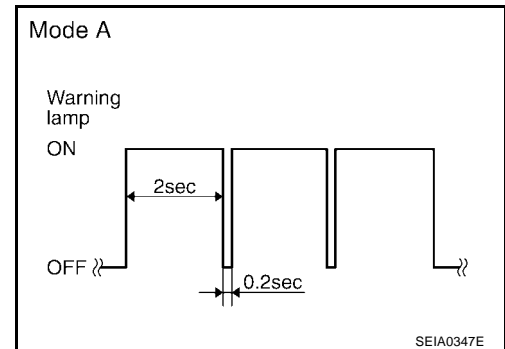 Mode A
Warning
lamp
ON
2sec
OFF
0.2sec
SEIA0347E